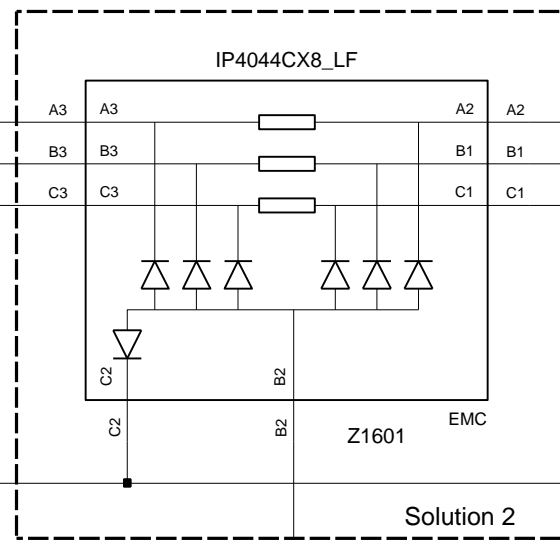 IP4044CX8_LF
A3 A3 A2 A2
B3 B3 B1 B1
C3 C3 C1 C1
C2 B2
C2 B2
EMC
Z1601
Solution 2